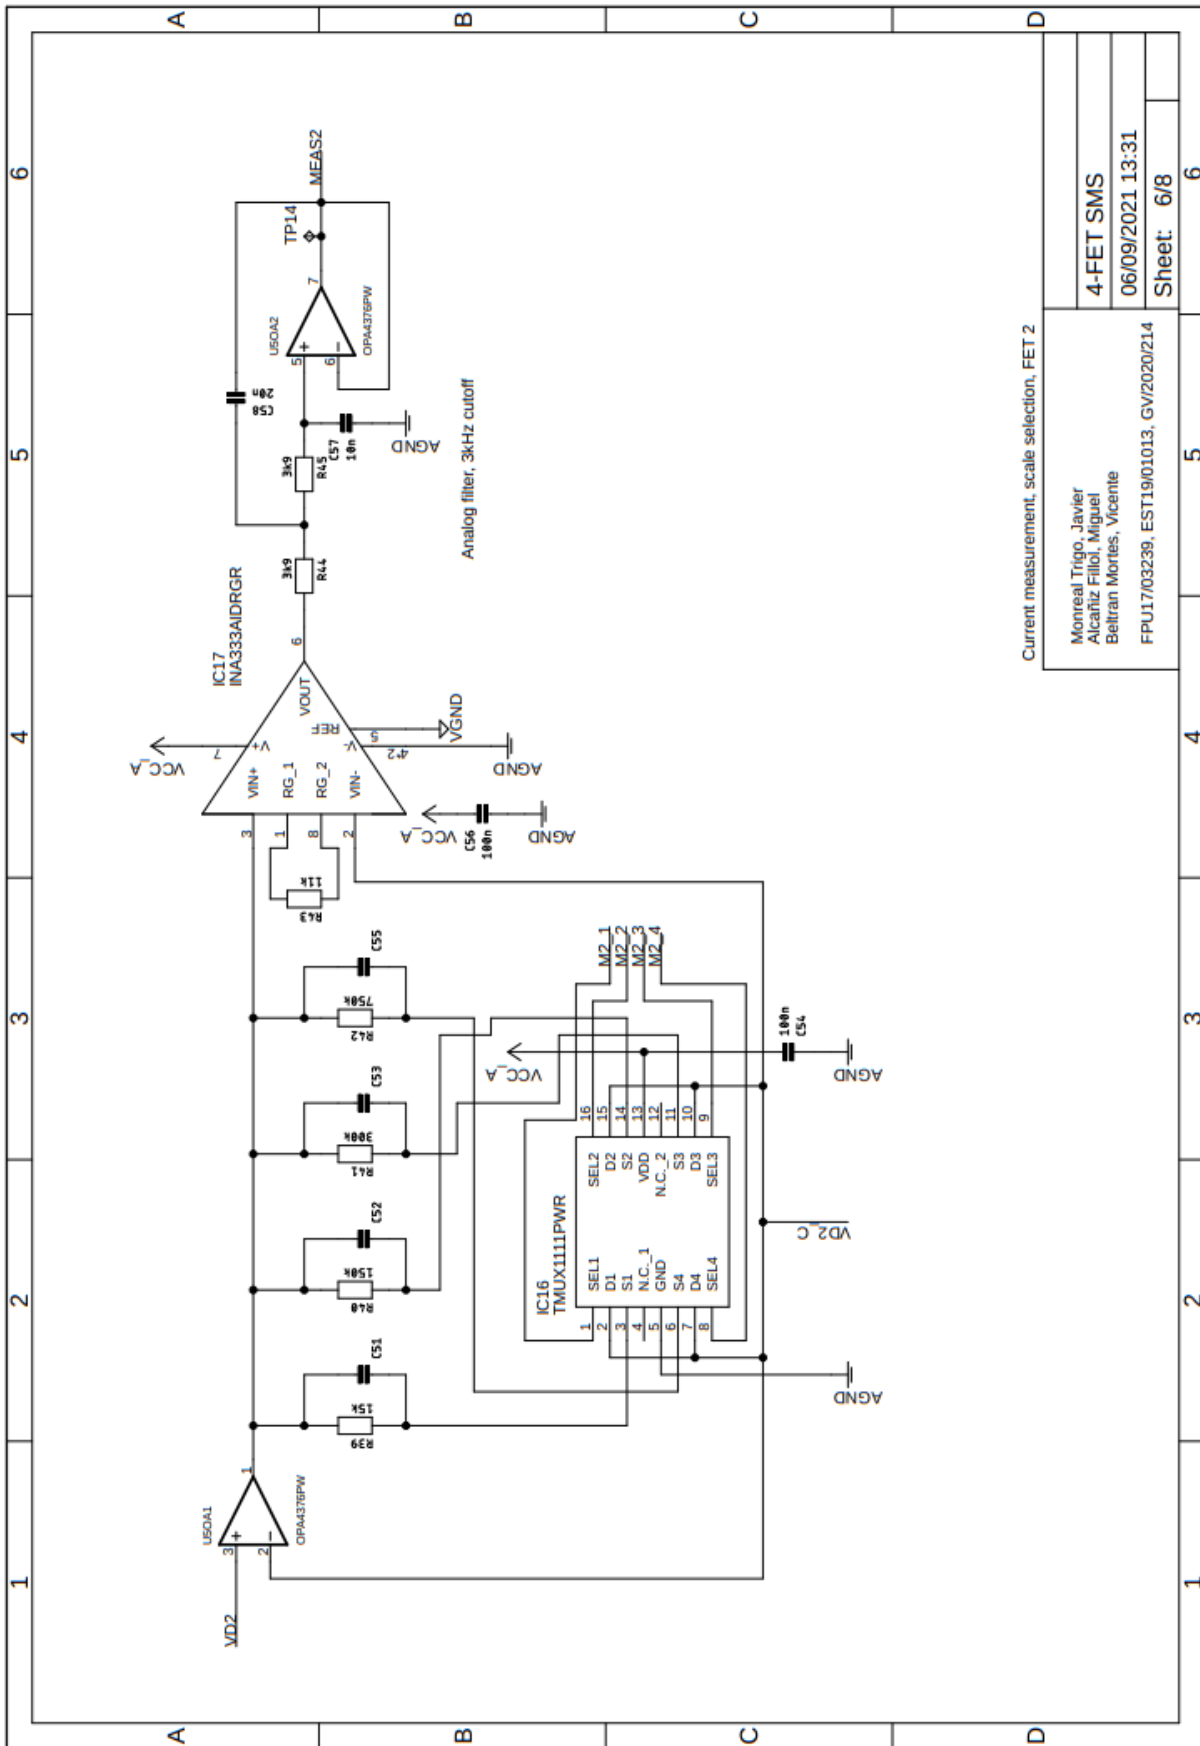 1
2
3
4
5
6
A
B
C
D
VD2
U5OA1
3
2
1
OPA4376PW
R39
15k
C51
R40
150k
C52
R41
300k
C53
R42
750k
C55
R43
11k
IC17
INA333AIDRGR
3
1
8
2
VIN+
RG_1
RG_2
VIN-
V+
7
VCC_A
VOUT
6
REF
5
VGND
V-
4*2
AGND
VCC_A
C56
100n
AGND
3k9
R44
3k9
R45
C58
20n
C57
10n
AGND
U5OA2
5
6
7
OPA4376PW
TP14
MEAS2
Analog filter, 3kHz cutoff
IC16
TMUX1111PWR
1
2
3
4
5
6
7
8
SEL1
D1
S1
N.C._1
GND
S4
D4
SEL4
SEL2
D2
S2
VDD
N.C._2
S3
D3
SEL3
16
15
14
13
12
11
10
9
M2_1
M2_2
M2_3
M2_4
VCC_A
100n
C54
AGND
AGND
VD2_C
Current measurement, scale selection, FET 2
Monreal Trigo, Javier
Alcañiz Fillol, Miguel
Beltran Mortes, Vicente
FPU17/03239, EST19/01013, GV/2020/214
4-FET SMS
06/09/2021 13:31
Sheet: 6/8
A
B
C
D
1
2
3
4
5
6